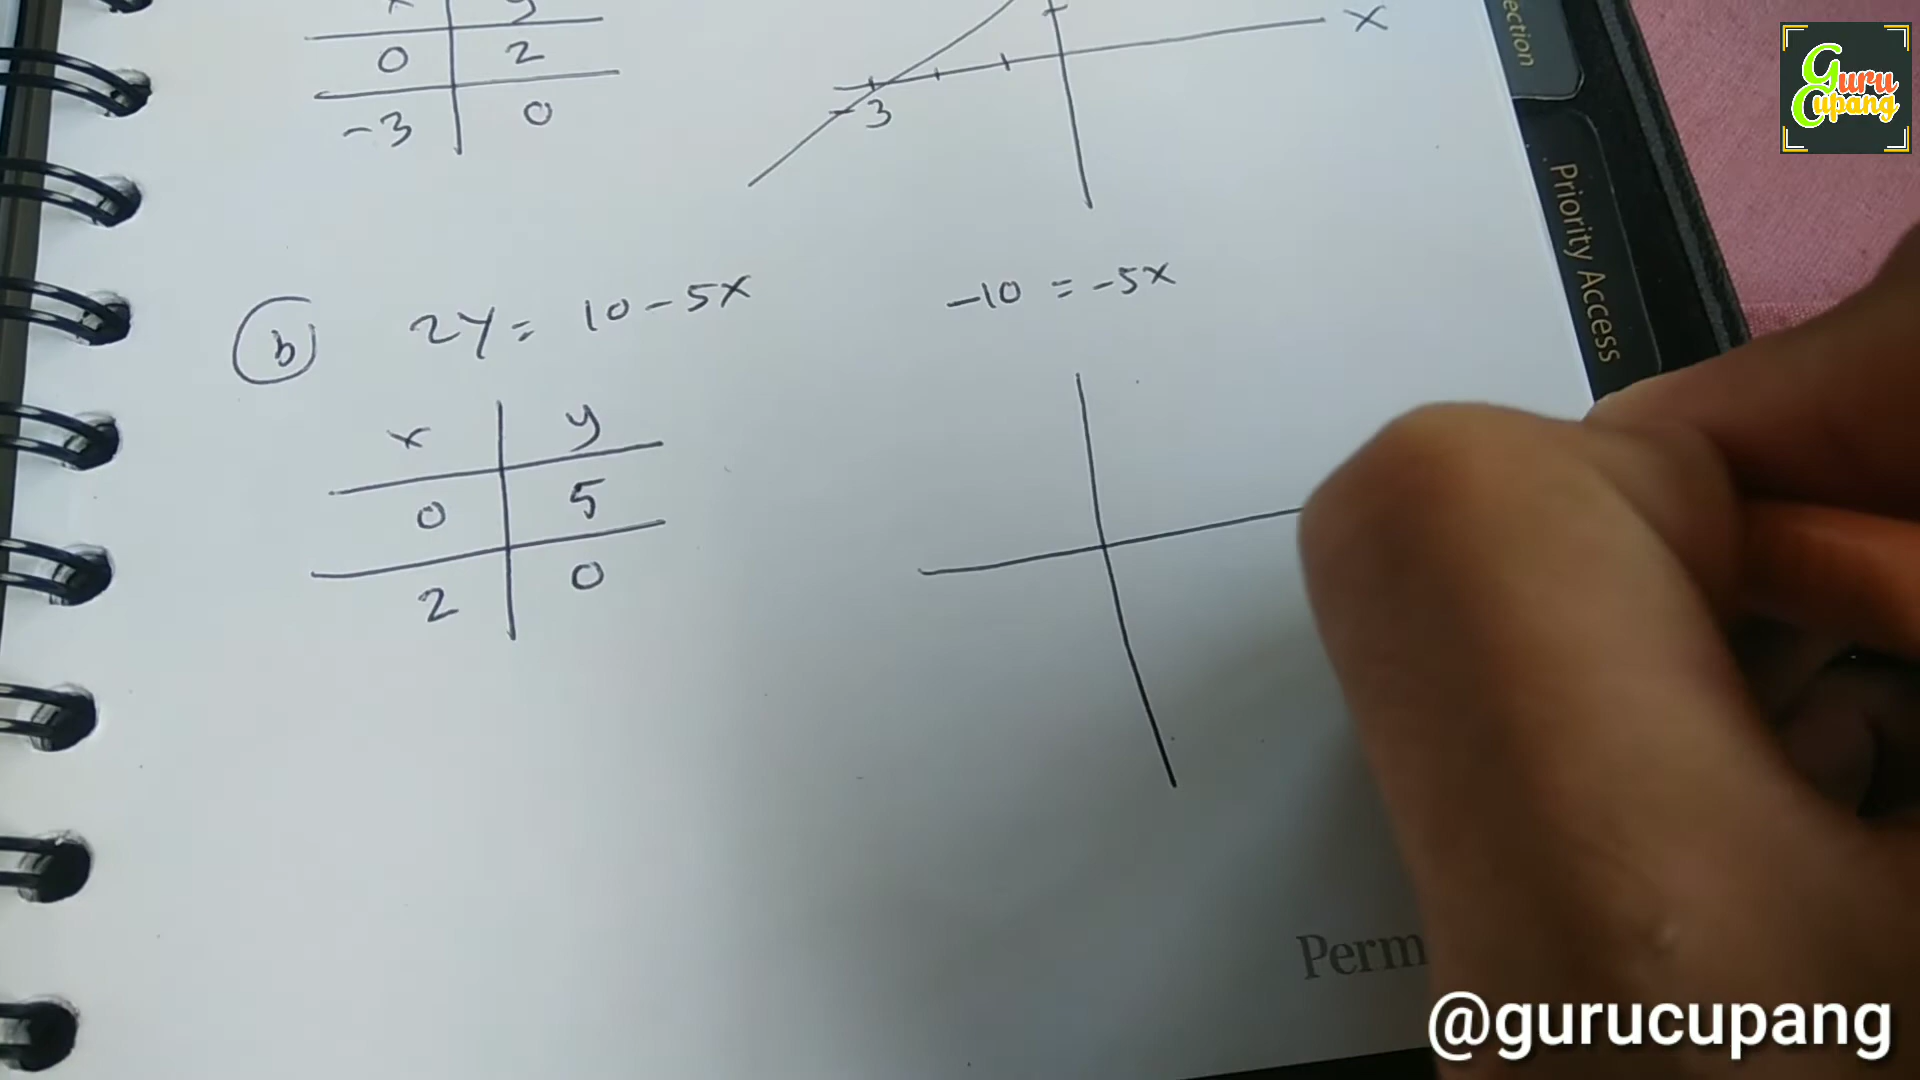 x y
0 2
-3 0
x
-3
b 2y = 10 - 5x
-10 = -5x
x y
0 5
2 0
ection
Priority Access
Perm
Guru
Cupang
@gurucupang